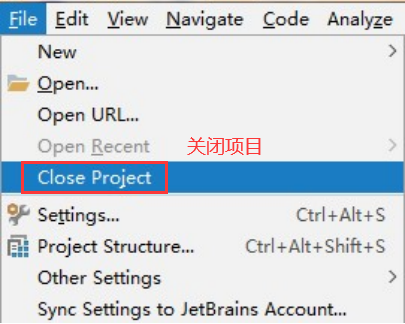 File Edit View Navigate Code Analyze
New
Open...
Open URL...
Open Recent 关闭项目
Close Project
Settings... Ctrl+Alt+S
Project Structure... Ctrl+Alt+Shift+S
Other Settings
Sync Settings to JetBrains Account...